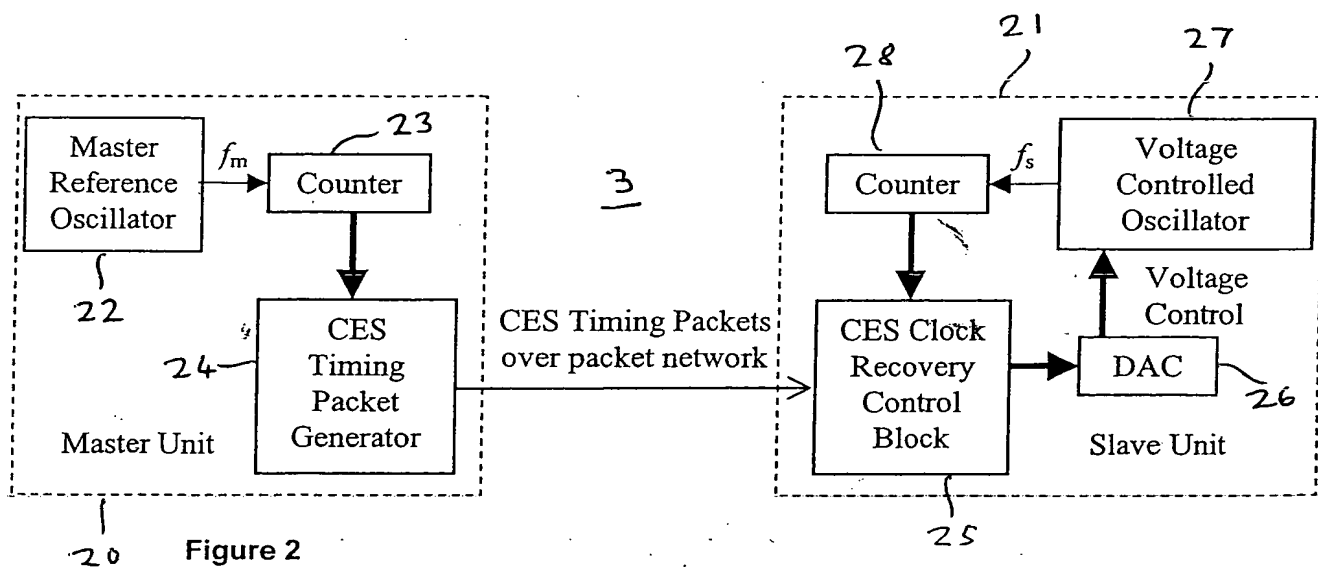 21
27
28
23
Master
Reference
Oscillator
fm
Counter
3
Counter
fs
Voltage
Controlled
Oscillator
22
Voltage
Control
CES
Timing
Packet
Generator
24
CES Timing Packets
over packet network
CES Clock
Recovery
Control
Block
DAC
26
Master Unit
Slave Unit
20
25
Figure 2